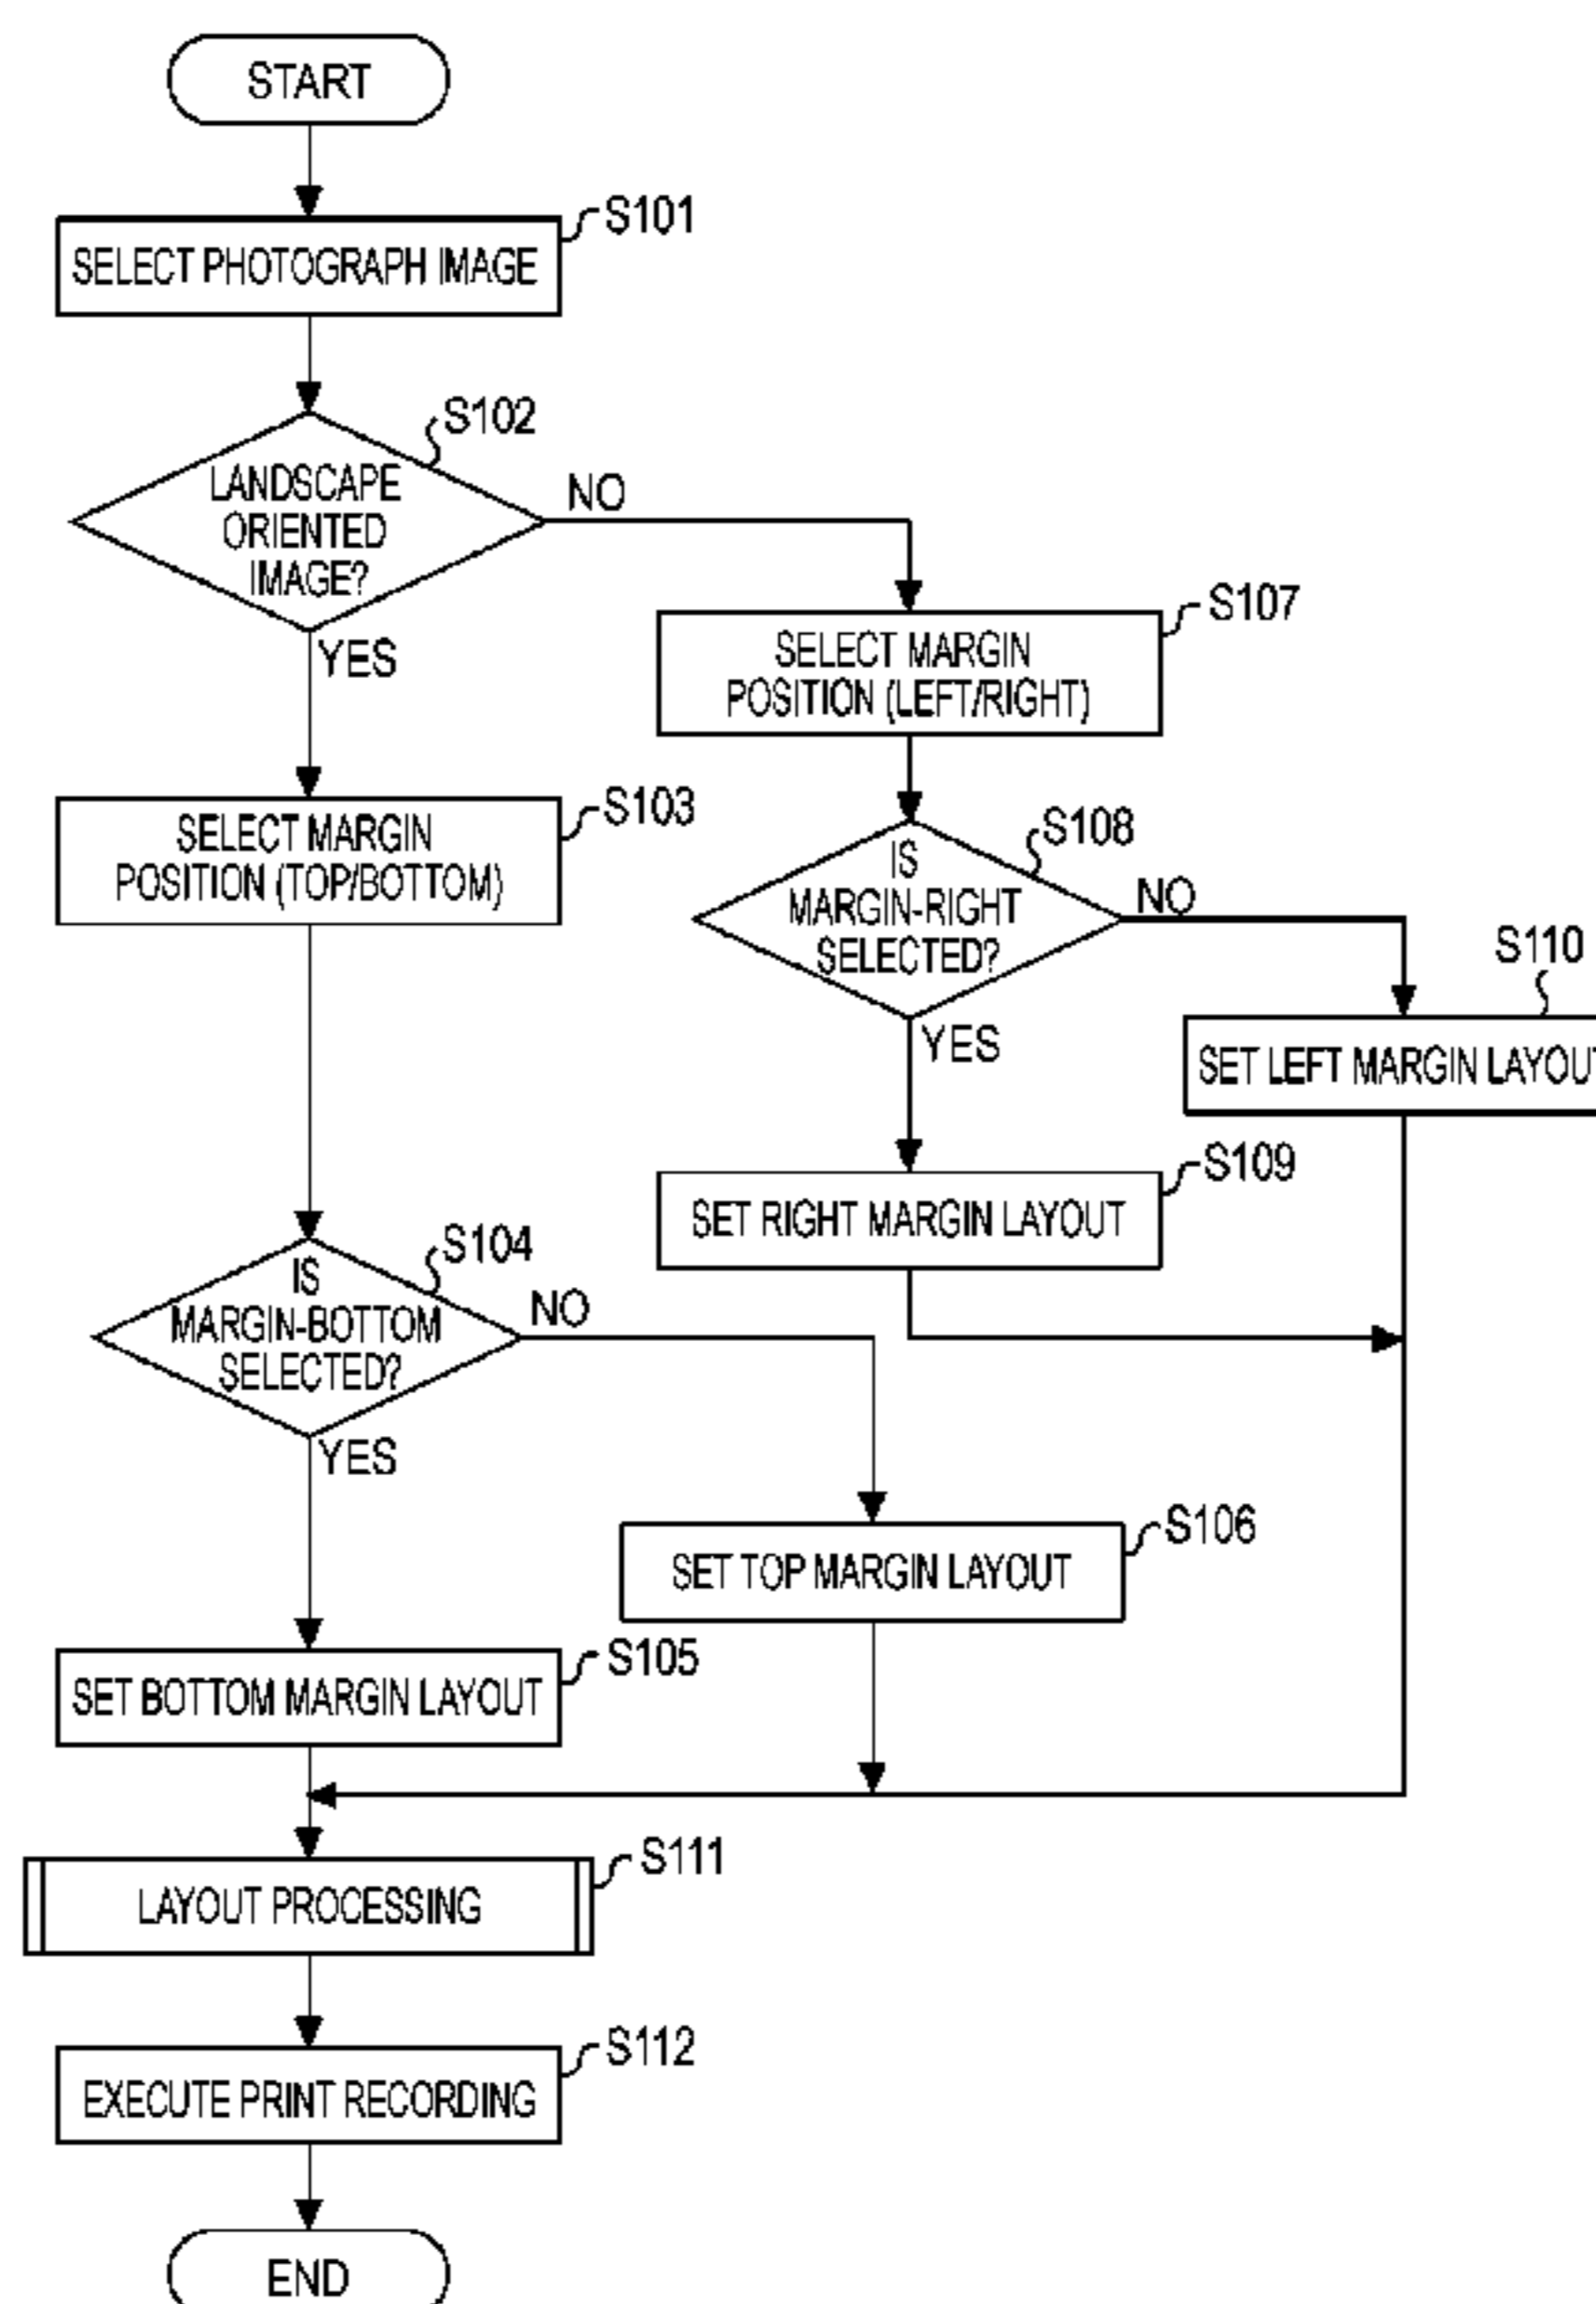 START
S101
SELECT PHOTOGRAPH IMAGE
S102
LANDSCAPE
ORIENTED
IMAGE?
NO
YES
S107
SELECT MARGIN
POSITION (LEFT/RIGHT)
S103
SELECT MARGIN
POSITION (TOP/BOTTOM)
S108
IS
MARGIN-RIGHT
SELECTED?
NO
YES
S110
SET LEFT MARGIN LAYOUT
S109
SET RIGHT MARGIN LAYOUT
S104
IS
MARGIN-BOTTOM
SELECTED?
NO
YES
S106
SET TOP MARGIN LAYOUT
S105
SET BOTTOM MARGIN LAYOUT
S111
LAYOUT PROCESSING
S112
EXECUTE PRINT RECORDING
END